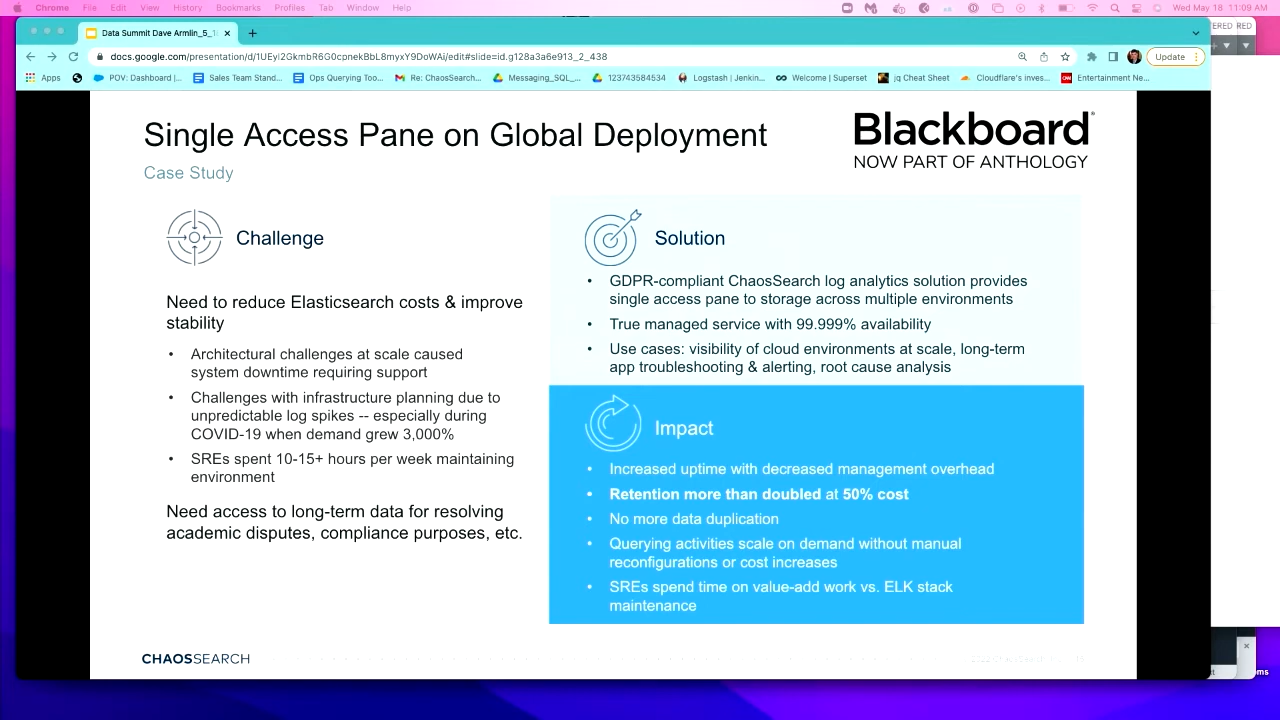 Chrome File Edit View History Bookmarks Profiles Tab Window Help Wed May 18 11:09 AM
Data Summit Dave Armlin_5_1
ERED RED
docs.google.com/presentation/d/1UEyl2GkmbR6G0cpnekBbL8myxY9DoWAi/edit#slide=id.g128a3a6e913_2_438
Update
Apps POV: Dashboard |... Sales Team Stand... Ops Querying Too... Re: ChaosSearch... Messaging_SQL_... 123743584534 Logstash | Jenkin... Welcome | Superset jq Cheat Sheet Cloudflare's inves... Entertainment Ne...
Single Access Pane on Global Deployment
Case Study
Blackboard®
NOW PART OF ANTHOLOGY
Challenge
Need to reduce Elasticsearch costs & improve
stability
• Architectural challenges at scale caused
system downtime requiring support
• Challenges with infrastructure planning due to
unpredictable log spikes -- especially during
COVID-19 when demand grew 3,000%
• SREs spent 10-15+ hours per week maintaining
environment
Need access to long-term data for resolving
academic disputes, compliance purposes, etc.
Solution
• GDPR-compliant ChaosSearch log analytics solution provides
single access pane to storage across multiple environments
• True managed service with 99.999% availability
• Use cases: visibility of cloud environments at scale, long-term
app troubleshooting & alerting, root cause analysis
Impact
• Increased uptime with decreased management overhead
• Retention more than doubled at 50% cost
• No more data duplication
• Querying activities scale on demand without manual
reconfigurations or cost increases
• SREs spend time on value-add work vs. ELK stack
maintenance
CHAOSSEARCH
oms